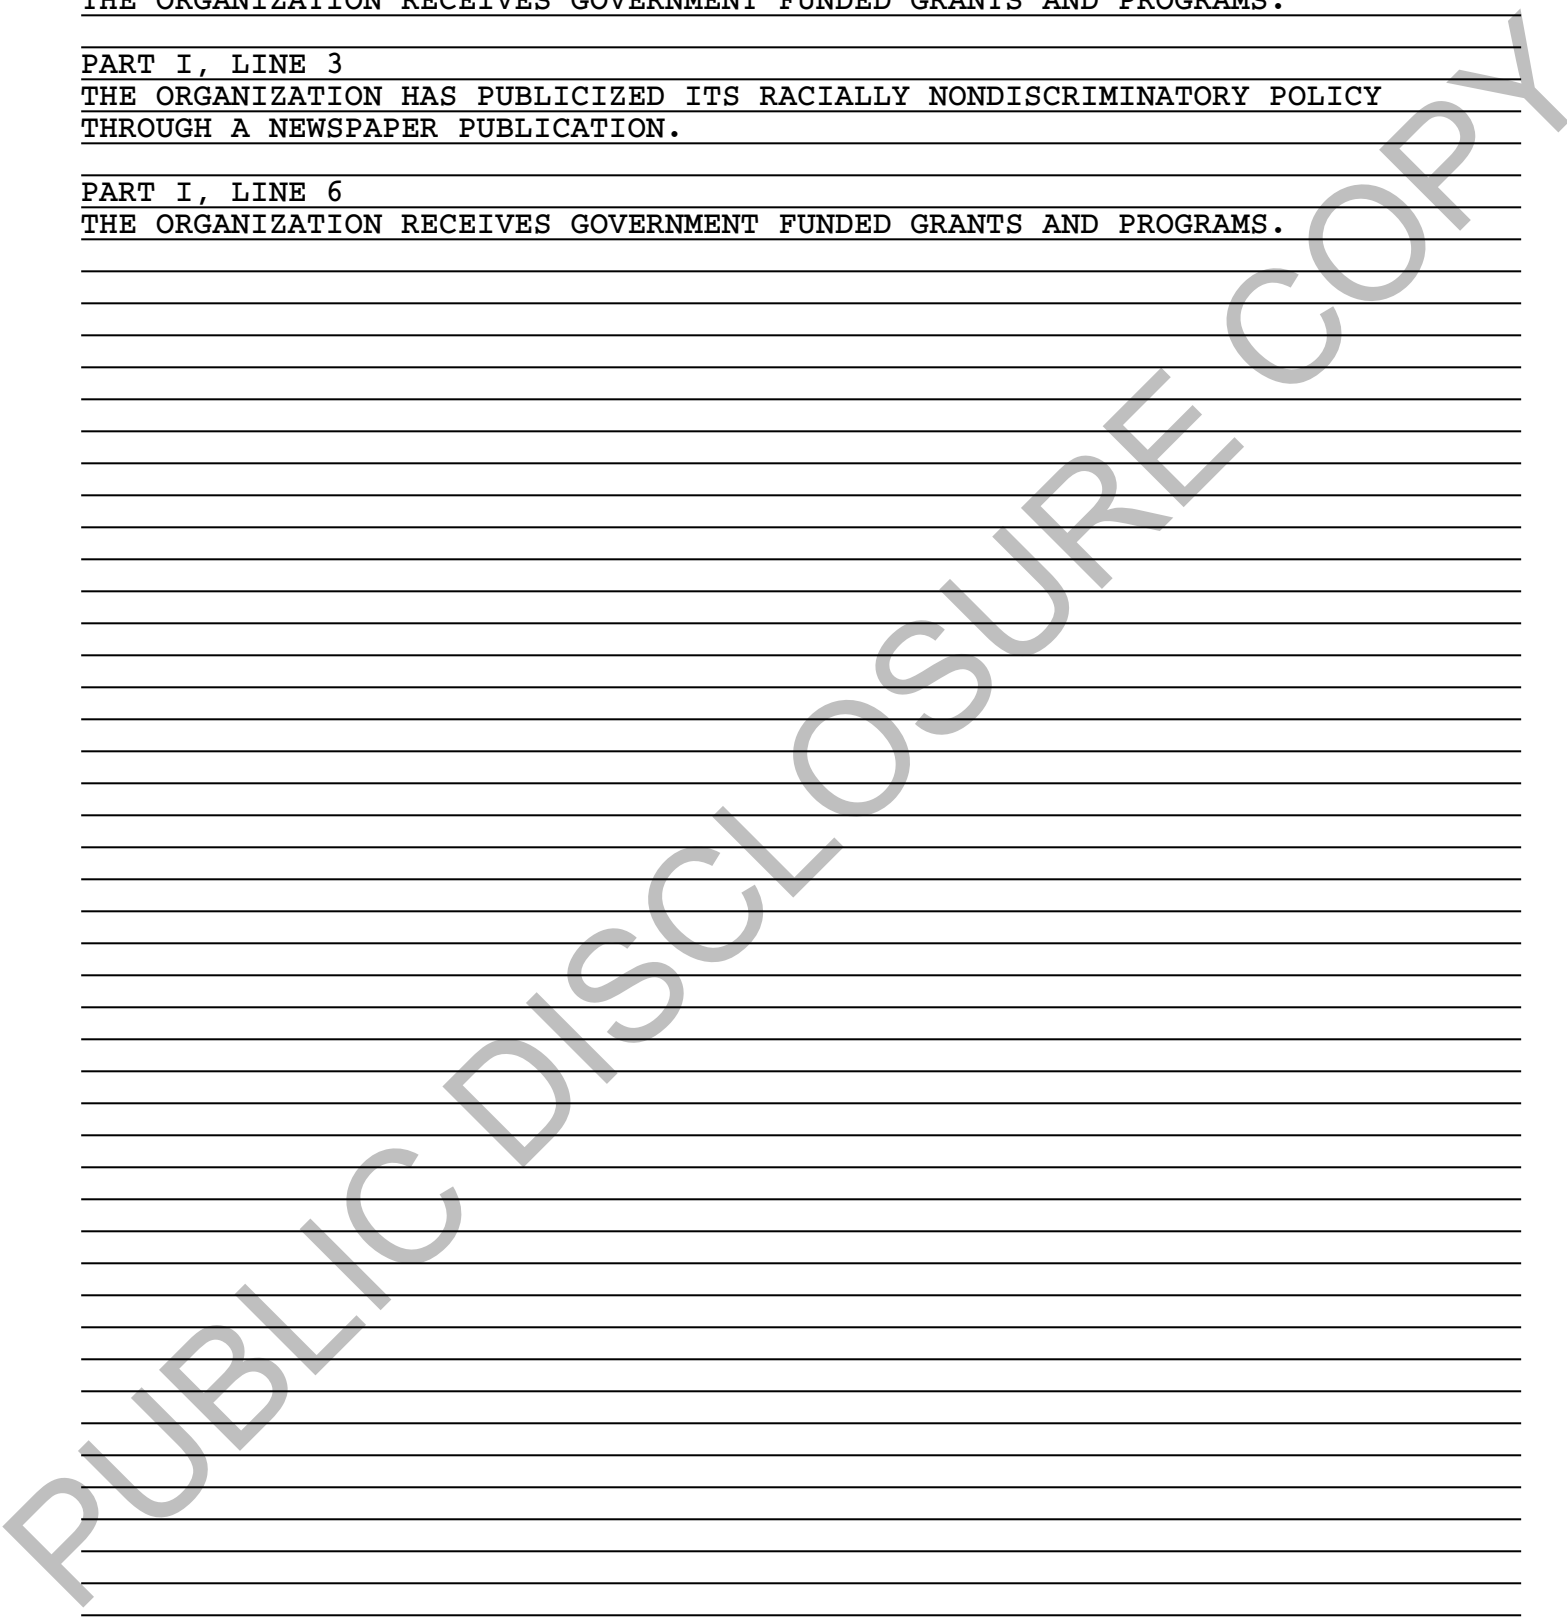 THE ORGANIZATION RECEIVES GOVERNMENT FUNDED GRANTS AND PROGRAMS.
PART I, LINE 3
THE ORGANIZATION HAS PUBLICIZED ITS RACIALLY NONDISCRIMINATORY POLICY
THROUGH A NEWSPAPER PUBLICATION.
PART I, LINE 6
THE ORGANIZATION RECEIVES GOVERNMENT FUNDED GRANTS AND PROGRAMS.
PUBLIC DISCLOSURE COPY